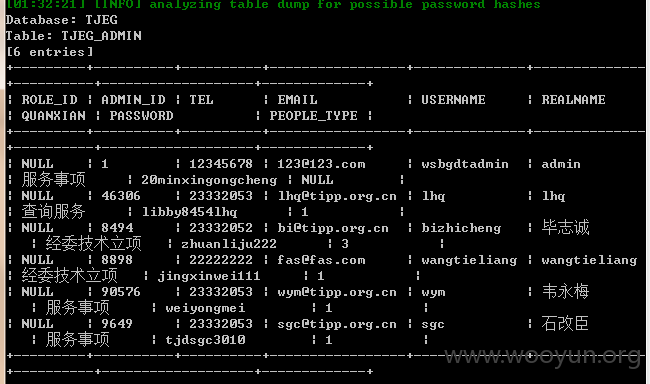 [01:32:21] [INFO] analyzing table dump for possible password hashes
Database: TJEG
Table: TJEG_ADMIN
[6 entries]
| ROLE_ID | ADMIN_ID | TEL | EMAIL | USERNAME | REALNAME
| QUANXIAN | PASSWORD | PEOPLE_TYPE |
| NULL | 1 | 12345678 | 123@123.com | wsbgdtadmin | admin
| 服务事项 | 20minxingongcheng | NULL |
| NULL | 46306 | 23332053 | lhq@tipp.org.cn | lhq | lhq
| 查询服务 | libby8454lhq | 1 |
| NULL | 8494 | 23332052 | bi@tipp.org.cn | bizhicheng | 毕志诚
| 经委技术立项 | zhuanliju222 | 3 |
| NULL | 8898 | 22222222 | fas@fas.com | wangtieliang | wangtieliang
| 经委技术立项 | jingxinwei111 | 1 |
| NULL | 90576 | 23332053 | wym@tipp.org.cn | wym | 韦永梅
| 服务事项 | weiyongmei | 1 |
| NULL | 9649 | 23332053 | sgc@tipp.org.cn | sgc | 石改臣
| 服务事项 | tjdsgc3010 | 1 |
www.wooyun.org